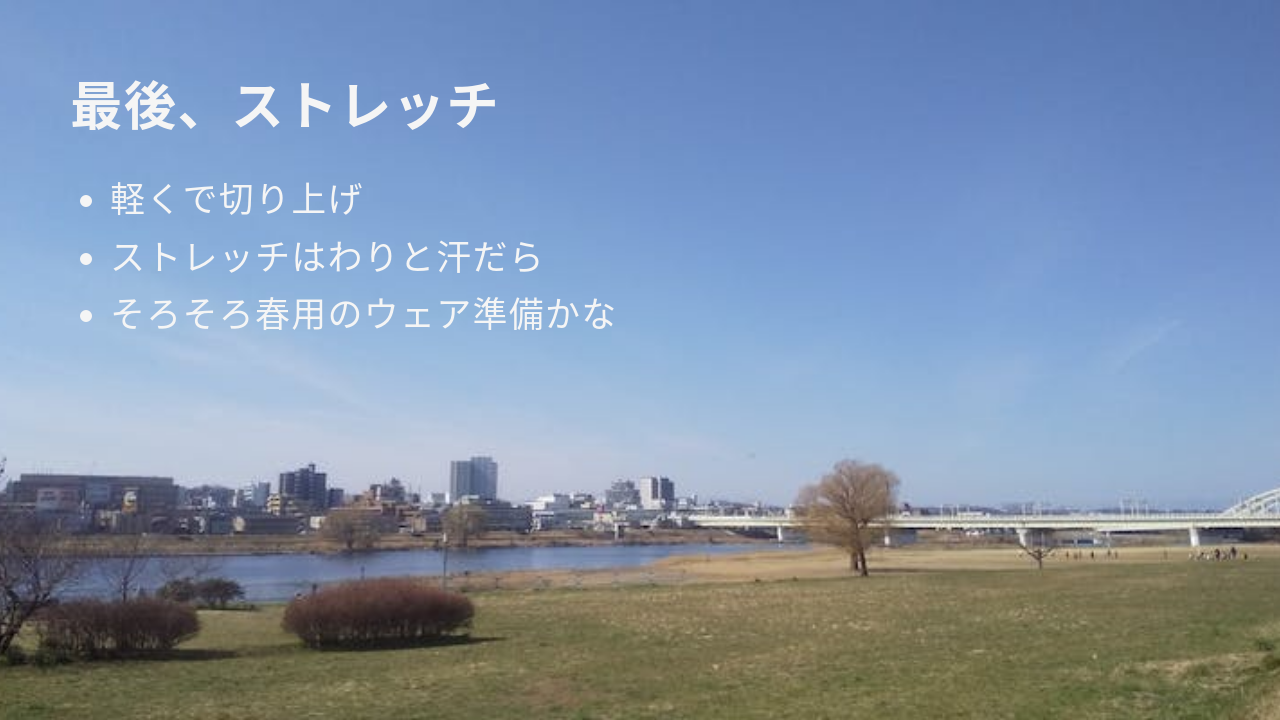 最後、ストレッチ
軽くで切り上げ
ストレッチはわりと汗だら
そろそろ春用のウェア準備かな